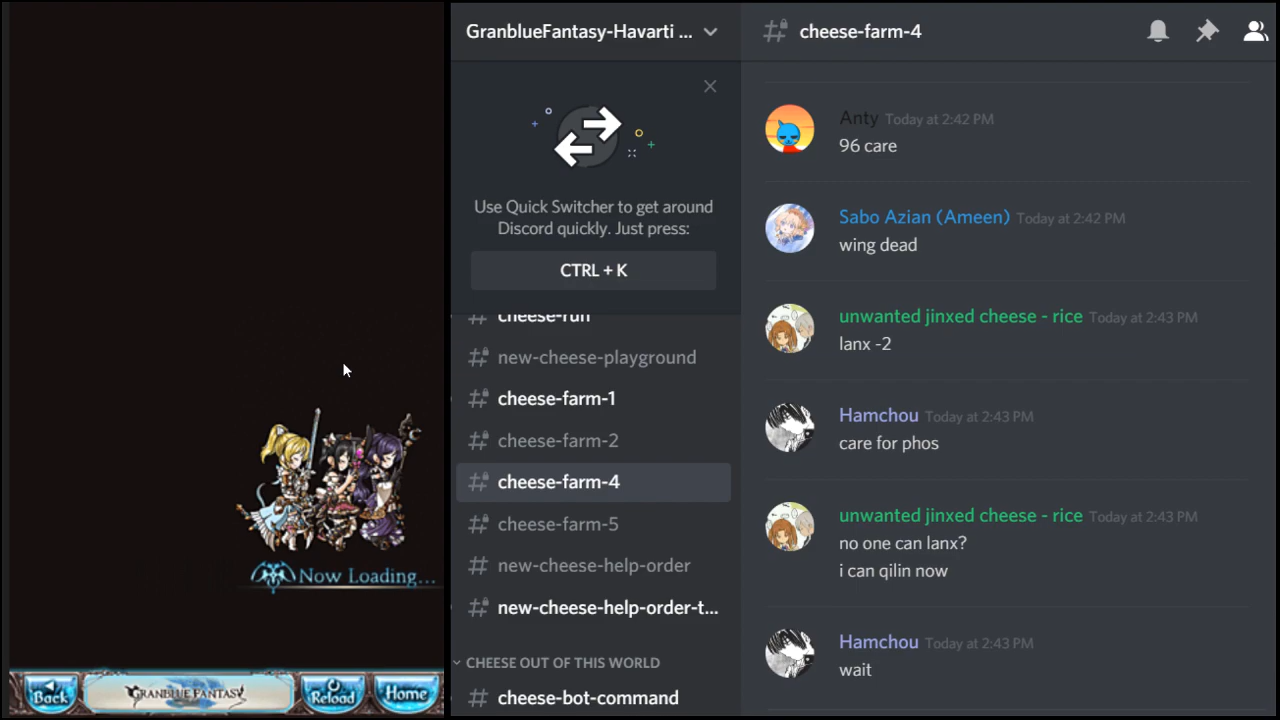 Now Loading...
Back
GRANBLUE FANTASY
Reload
Home
GranblueFantasy-Havarti ...
Use Quick Switcher to get around
Discord quickly. Just press:
CTRL + K
cheese-run
new-cheese-playground
cheese-farm-1
cheese-farm-2
cheese-farm-4
cheese-farm-5
new-cheese-help-order
new-cheese-help-order-t...
CHEESE OUT OF THIS WORLD
cheese-bot-command
cheese-farm-4
Anty Today at 2:42 PM
96 care
Sabo Azian (Ameen) Today at 2:42 PM
wing dead
unwanted jinxed cheese - rice Today at 2:43 PM
lanx -2
Hamchou Today at 2:43 PM
care for phos
unwanted jinxed cheese - rice Today at 2:43 PM
no one can lanx?
i can qilin now
Hamchou Today at 2:43 PM
wait